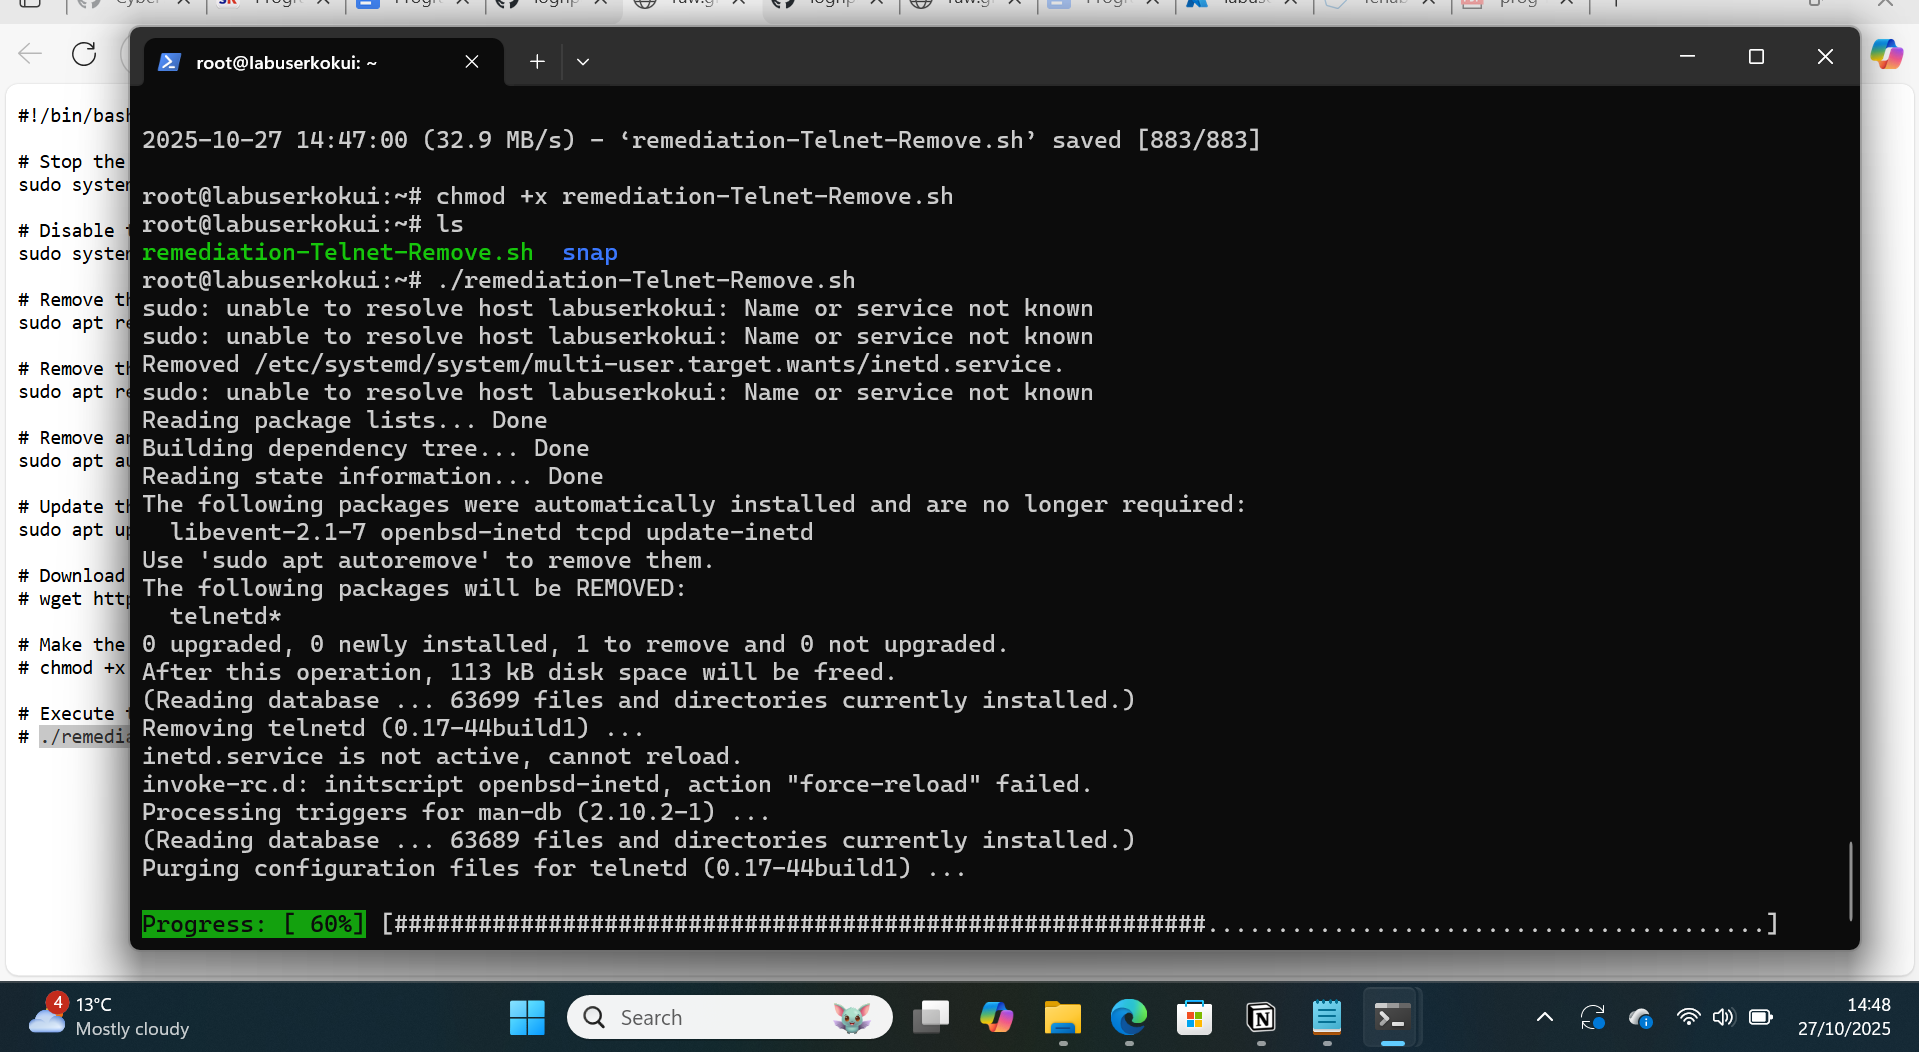 root@labuserkokui: ~
#!/bin/bash
# Stop the
sudo system
# Disable
sudo system
# Remove
sudo apt
# Remove
sudo apt
# Remove
sudo apt
# Update
sudo apt
# Download
# wget http
# Make the
# chmod +x
# Execute
# ./remedia
2025-10-27 14:47:00 (32.9 MB/s) - ‘remediation-Telnet-Remove.sh’ saved [883/883]
root@labuserkokui:~# chmod +x remediation-Telnet-Remove.sh
root@labuserkokui:~# ls
remediation-Telnet-Remove.sh  snap
root@labuserkokui:~# ./remediation-Telnet-Remove.sh
sudo: unable to resolve host labuserkokui: Name or service not known
sudo: unable to resolve host labuserkokui: Name or service not known
Removed /etc/systemd/system/multi-user.target.wants/inetd.service.
sudo: unable to resolve host labuserkokui: Name or service not known
Reading package lists... Done
Building dependency tree... Done
Reading state information... Done
The following packages were automatically installed and are no longer required:
  libevent-2.1-7 openbsd-inetd tcpd update-inetd
Use 'sudo apt autoremove' to remove them.
The following packages will be REMOVED:
  telnetd*
0 upgraded, 0 newly installed, 1 to remove and 0 not upgraded.
After this operation, 113 kB disk space will be freed.
(Reading database ... 63699 files and directories currently installed.)
Removing telnetd (0.17-44build1) ...
inetd.service is not active, cannot reload.
invoke-rc.d: initscript openbsd-inetd, action "force-reload" failed.
Processing triggers for man-db (2.10.2-1) ...
(Reading database ... 63689 files and directories currently installed.)
Purging configuration files for telnetd (0.17-44build1) ...
Progress: [ 60%] [##########################################################........................................]
4
13°C
Mostly cloudy
Search
14:48
27/10/2025